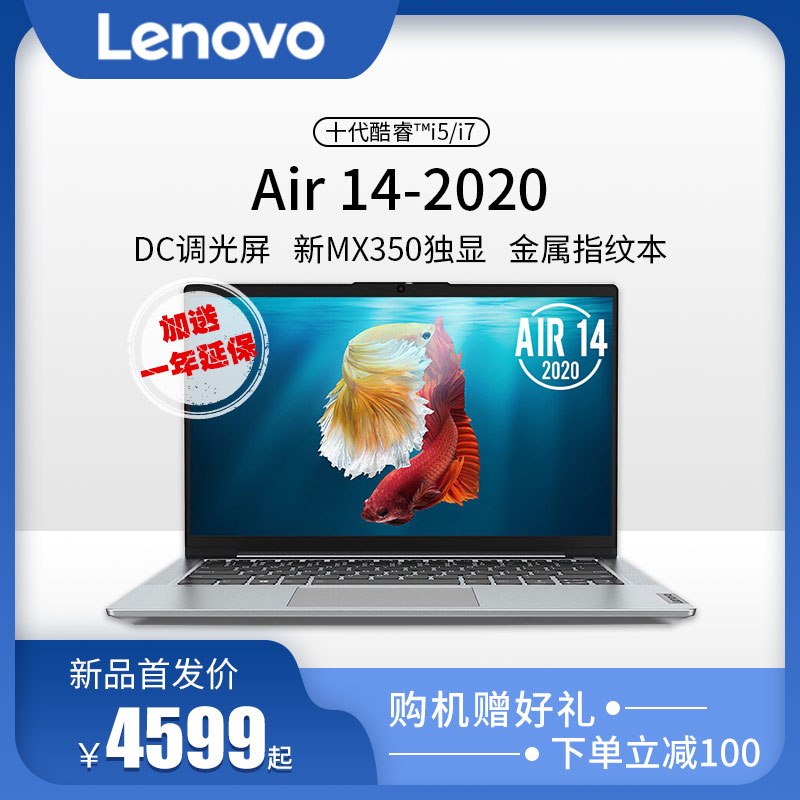 Lenovo
十代酷睿™i5/i7
Air 14-2020
DC调光屏 新MX350独显 金属指纹本
加送
一年延保
AIR 14
2020
新品首发价
¥4599起
购机赠好礼
下单立减100